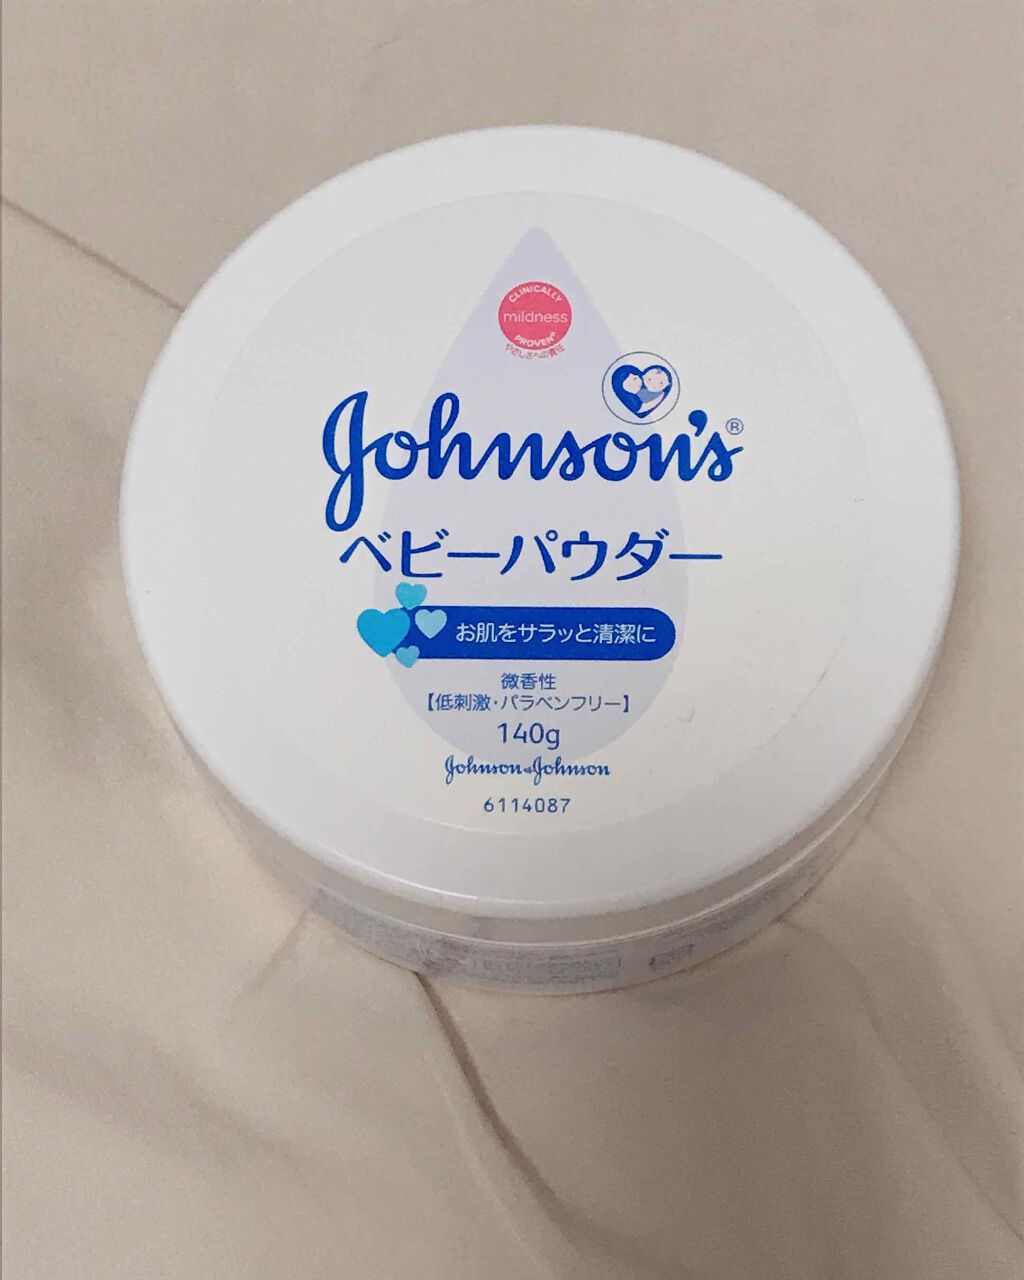 CLINICALLY
mildness
PROVEN®
やさしさへの責任
Johnson's®
ベビーパウダー
お肌をサラッと清潔に
微香性
【低刺激・パラベンフリー】
140g
Johnson&Johnson
6114087